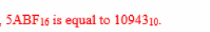 , 5ABF16 is equal to 1094310.